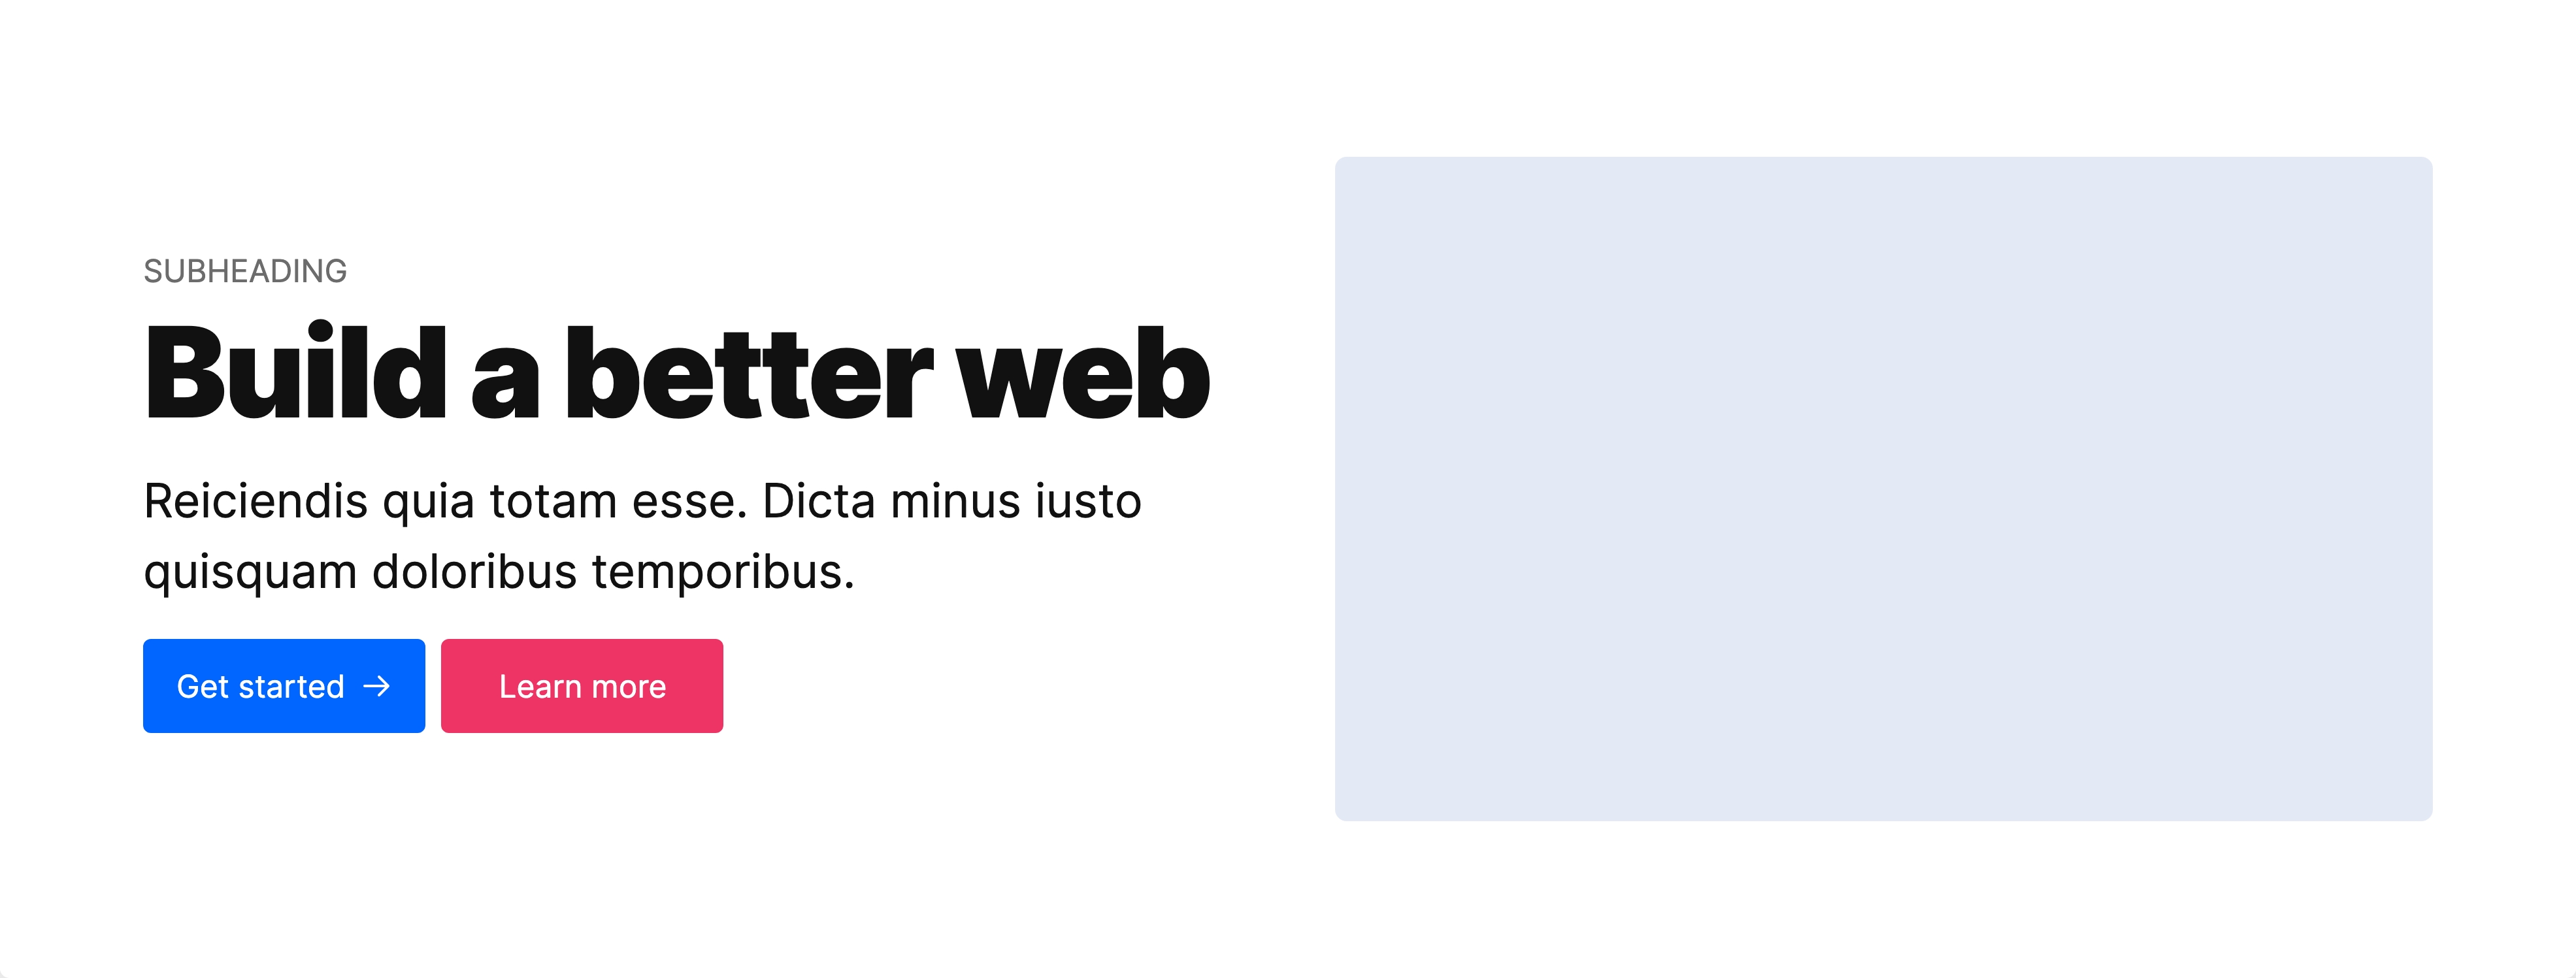 SUBHEADING
Build a better web
Reiciendis quia totam esse. Dicta minus iusto
quisquam doloribus temporibus.
Get started →
Learn more